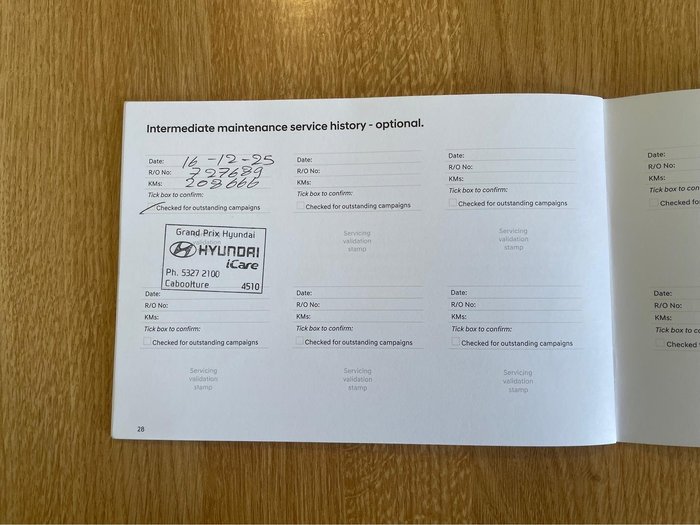 Intermediate maintenance service history - optional.
Date: 16-12-25
R/O No: 727689
KMs: 208666
Tick box to confirm:
Checked for outstanding campaigns
Grand Prix Hyundai
HYUNDAI
iCare
Ph. 5327 2100
Caboolture 4510
Date:
R/O No:
KMs:
Tick box to confirm:
Checked for outstanding campaigns
Servicing
validation
stamp
Date:
R/O No:
KMs:
Tick box to confirm:
Checked for outstanding campaigns
Servicing
validation
stamp
Date:
R/O No:
KMs:
Tick box to con
Checked fo
Date:
R/O No:
KMs:
Tick box to confirm:
Checked for outstanding campaigns
Servicing
validation
stamp
Date:
R/O No:
KMs:
Tick box to confirm:
Checked for outstanding campaigns
Servicing
validation
stamp
Date:
R/O No:
KMs:
Tick box to confirm:
Checked for outstanding campaigns
Servicing
validation
stamp
Date:
R/O No:
KMs:
Tick box to co
Checked f
28